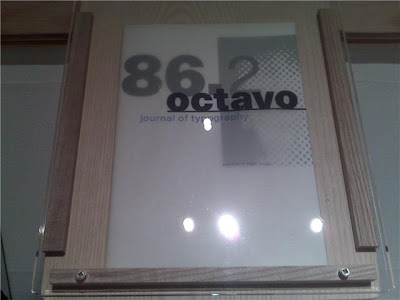 86.2
octavo
journal of typography